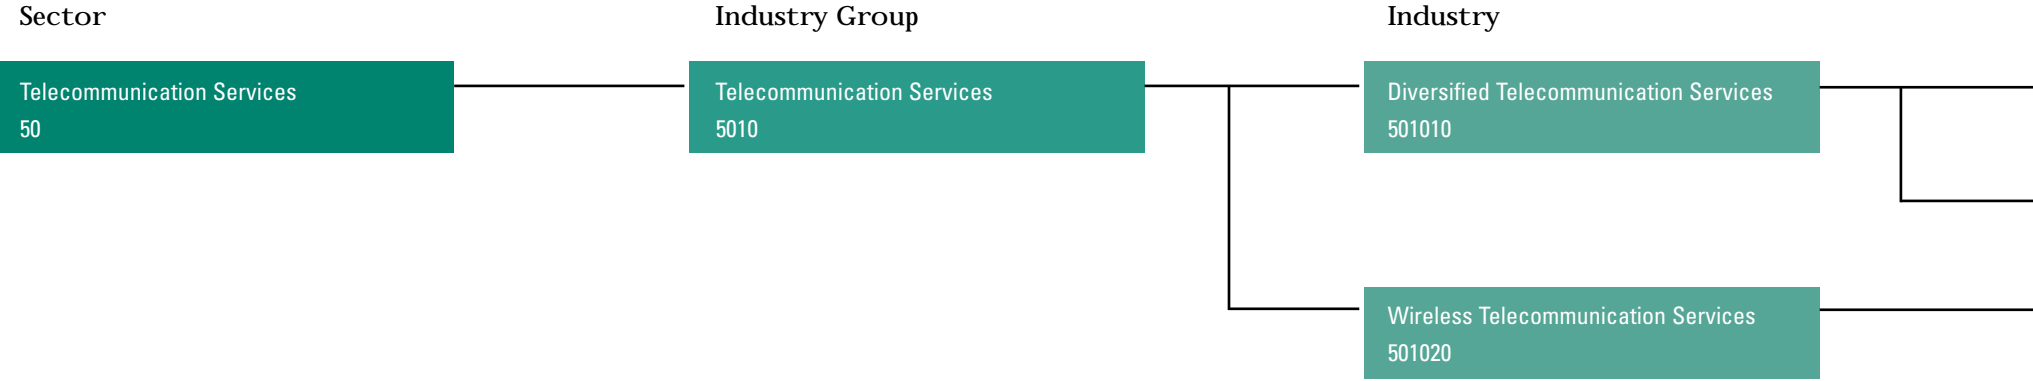 Sector
Industry Group
Industry
Telecommunication Services
50
Telecommunication Services
5010
Diversified Telecommunication Services
501010
Wireless Telecommunication Services
501020